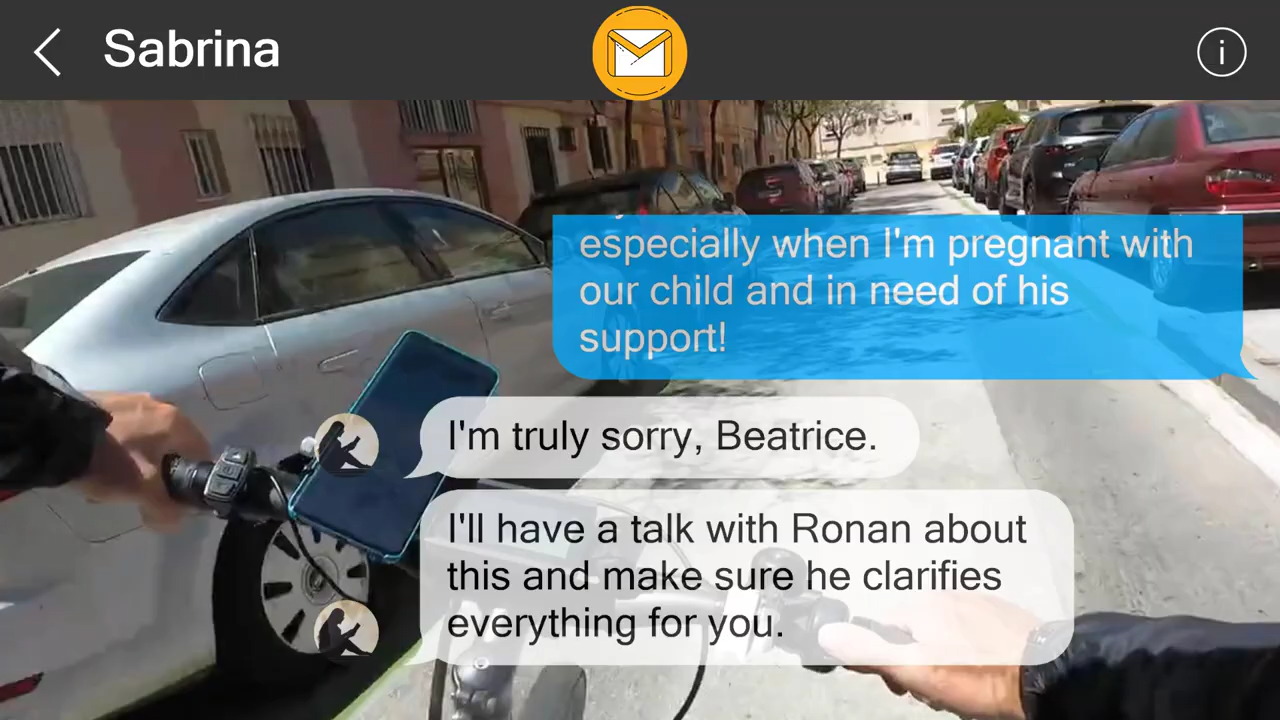 Sabrina
i
especially when I'm pregnant with
our child and in need of his
support!
I'm truly sorry, Beatrice.
I'll have a talk with Ronan about
this and make sure he clarifies
everything for you.